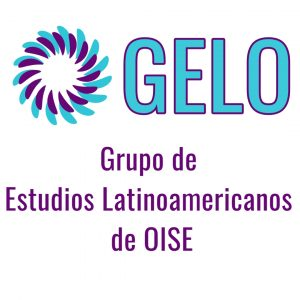 GELO
Grupo de
Estudios Latinoamericanos
de OISE